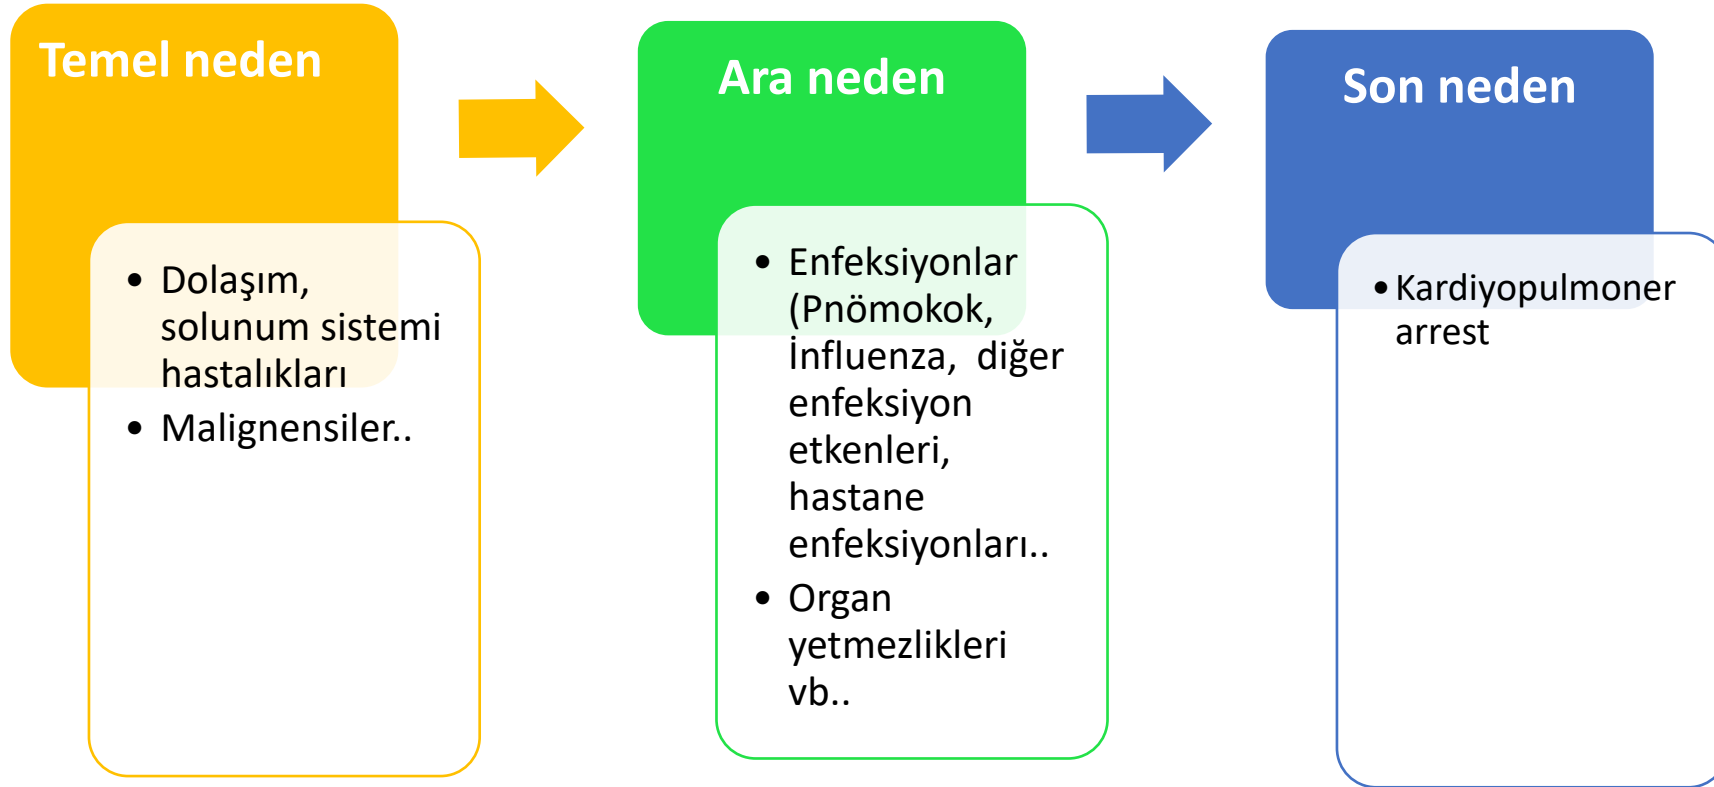 Temel neden
• Dolaşım,
solunum sistemi
hastalıkları
• Malignensiler..
Ara neden
• Enfeksiyonlar
(Pnömokok,
İnfluenza, diğer
enfeksiyon
etkenleri,
hastane
enfeksiyonları..
• Organ
yetmezlikleri
vb..
Son neden
• Kardiyopulmoner
arrest